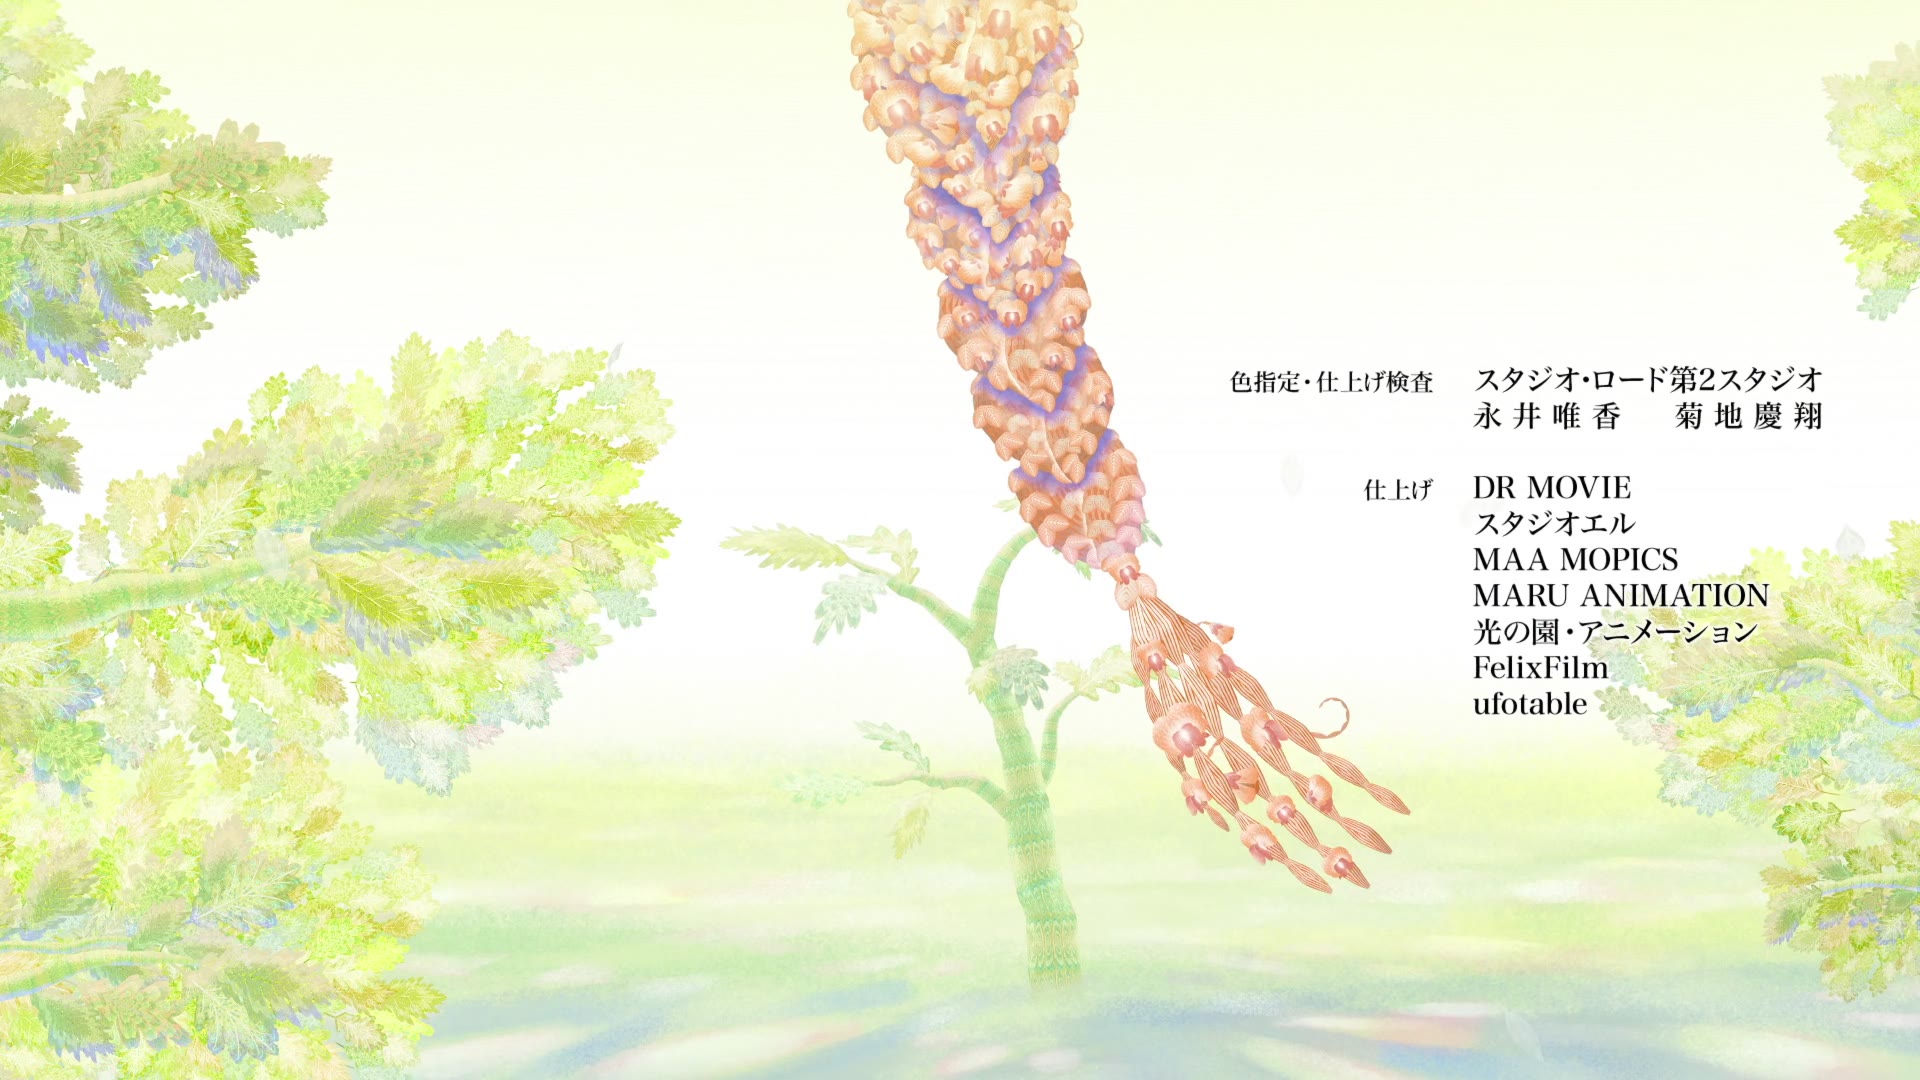 色指定・仕上げ検査 スタジオ・ロード第2スタジオ
永井唯香 菊地慶翔
仕上げ DR MOVIE
スタジオエル
MAA MOPICS
MARU ANIMATION
光の園・アニメーション
FelixFilm
ufotable